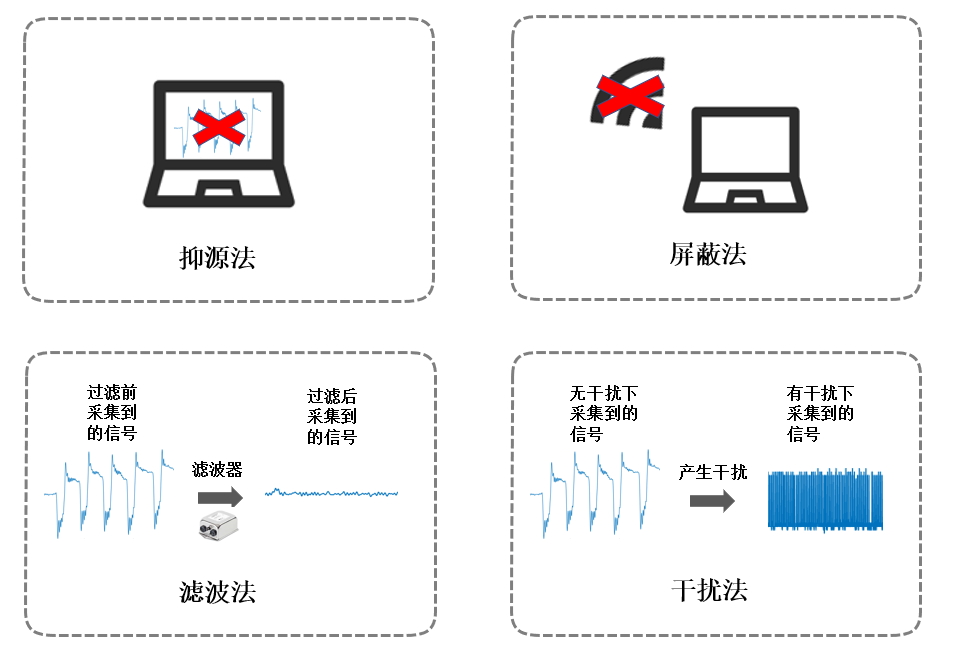 抑源法
屏蔽法
过滤前
采集到
的信号
过滤后
采集到
的信号
滤波器
滤波法
无干扰下
采集到的
信号
有干扰下
采集到的
信号
产生干扰
干扰法